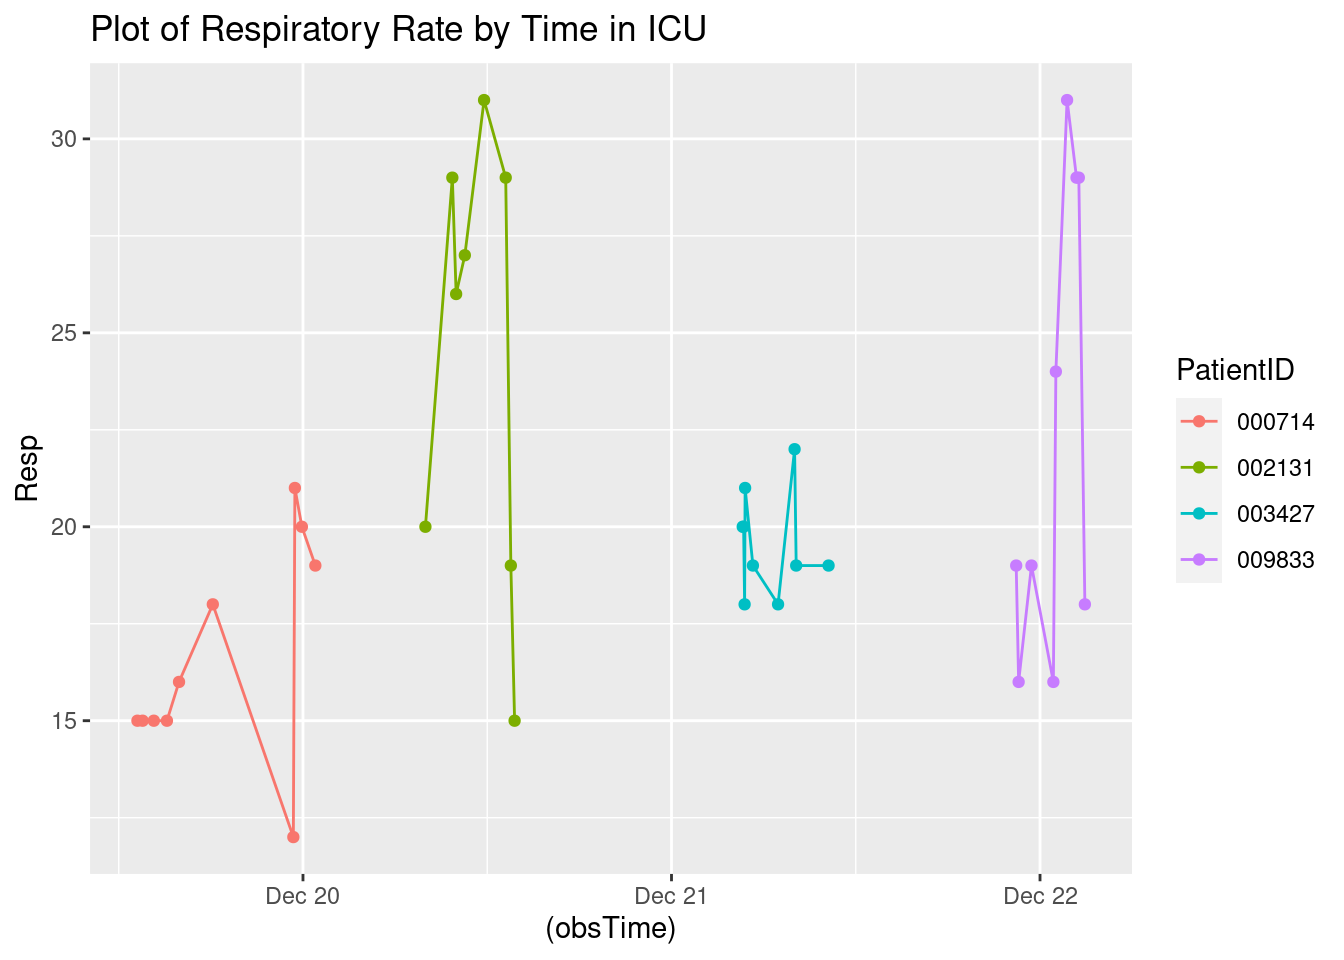 Plot of Respiratory Rate by Time in ICU
30
25
20
15
Resp
Dec 20
Dec 21
Dec 22
(obsTime)
PatientID
000714
002131
003427
009833